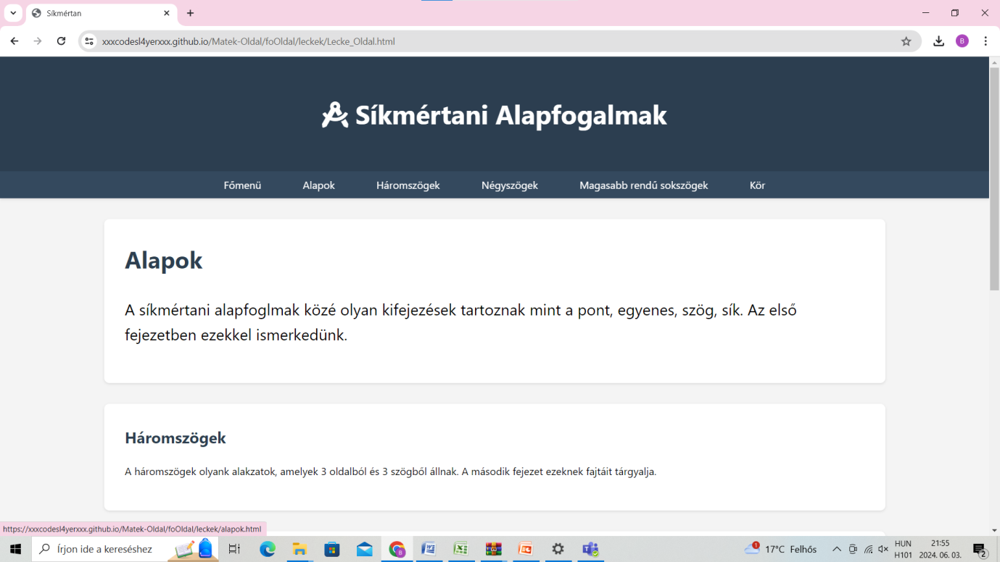 Síkmértan
xxxcodesl4yerxxx.github.io/Matek-Oldal/foOldal/leckek/Lecke_Oldal.html
B
Síkmértani Alapfogalmak
Főmenü Alapok Háromszögek Négyszögek Magasabb rendű sokszögek Kör
Alapok
A síkmértani alapfoglmak közé olyan kifejezések tartoznak mint a pont, egyenes, szög, sík. Az első
fejezetben ezekkel ismerkedünk.
Háromszögek
A háromszögek olyank alakzatok, amelyek 3 oldalból és 3 szögből állnak. A második fejezet ezeknek fajtáit tárgyalja.
https://xxxcodesl4yerxxx.github.io/Matek-Oldal/foOldal/leckek/alapok.html
Írjon ide a kereséshez
1
17°C Felhős
HUN
H101
21:55
2024. 06. 03.
2